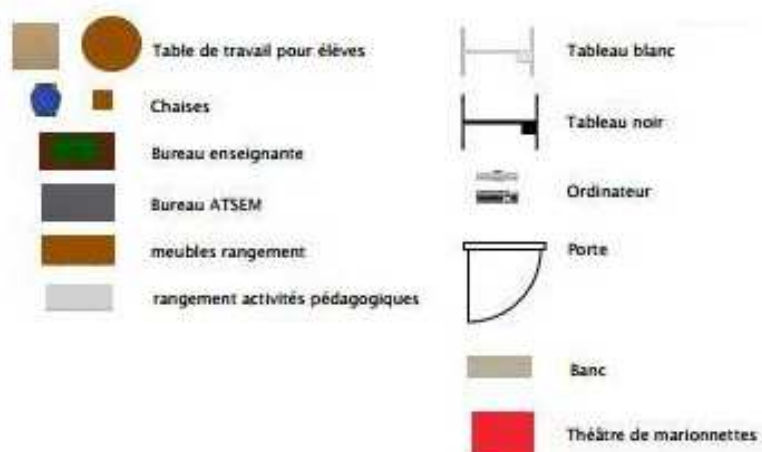 Table de travail pour élèves
Chaises
Bureau enseignante
Bureau ATSEM
meubles rangement
rangement activités pédagogiques
Tableau blanc
Tableau noir
Ordinateur
Porte
Banc
Théâtre de marionnettes